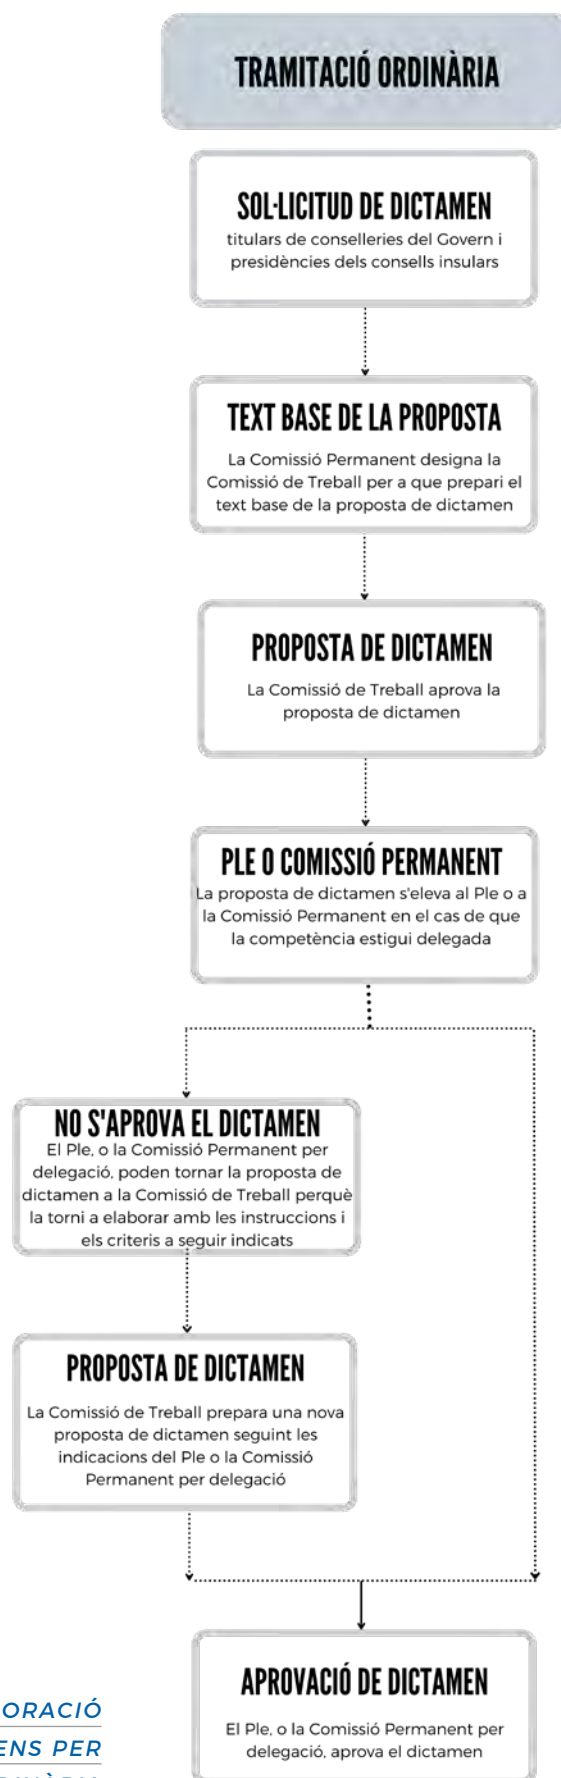 TRAMITACIÓ ORDINÀRIA
SOL·LICITUD DE DICTAMEN
titulars de conselleries del Govern i
presidències dels consells insulars
TEXT BASE DE LA PROPOSTA
La Comissió Permanent designa la
Comissió de Treball per a que prepari el
text base de la proposta de dictamen
PROPOSTA DE DICTAMEN
La Comissió de Treball aprova la
proposta de dictamen
PLE O COMISSIÓ PERMANENT
La proposta de dictamen s'eleva al Ple o a
la Comissió Permanent en el cas de que
la competència estigui delegada
NO S'APROVA EL DICTAMEN
El Ple, o la Comissió Permanent per
delegació, poden tornar la proposta de
dictamen a la Comissió de Treball perquè
la torni a elaborar amb les instruccions i
els criteris a seguir indicats
PROPOSTA DE DICTAMEN
La Comissió de Treball prepara una nova
proposta de dictamen seguint les
indicacions del Ple o la Comissió
Permanent per delegació
APROVACIÓ DE DICTAMEN
El Ple, o la Comissió Permanent per
delegació, aprova el dictamen
ORACIÓ
ENS PER